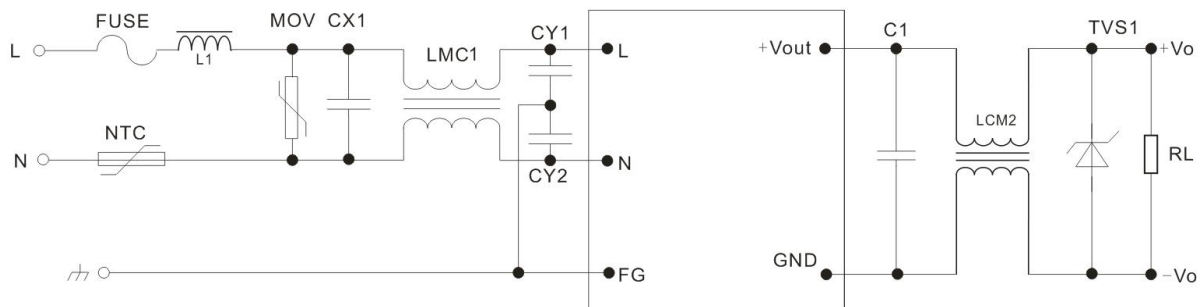 FUSE
MOV
CX1
L
L1
LMC1
CY1
L
+Vout
C1
TVS1
+Vo
NTC
N
CY2
N
LCM2
RL
FG
GND
−Vo